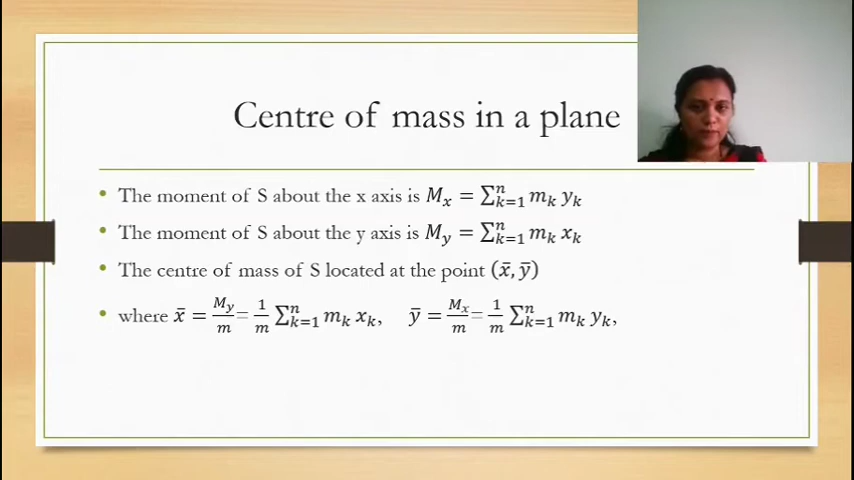 Centre of mass in a plane
• The moment of S about the x axis is $M_x = \sum_{k=1}^{n} m_k y_k$
• The moment of S about the y axis is $M_y = \sum_{k=1}^{n} m_k x_k$
• The centre of mass of S located at the point $(\bar{x}, \bar{y})$
• where $\bar{x} = \frac{M_y}{m} = \frac{1}{m} \sum_{k=1}^{n} m_k x_k$, $\bar{y} = \frac{M_x}{m} = \frac{1}{m} \sum_{k=1}^{n} m_k y_k$,